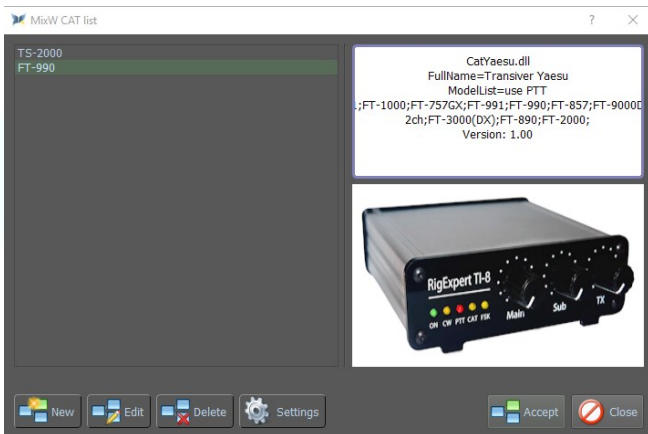 MixW CAT list
?
TS-2000
FT-990
CatYaesu.dll
FullName=Transiver Yaesu
ModelList=use PTT
;FT-1000;FT-757GX;FT-991;FT-990;FT-857;FT-9000D
2ch;FT-3000(DX);FT-890;FT-2000;
Version: 1.00
RigExpert TI-8
ON CW PTT CAT FSK
Main
Sub
TX
New
Edit
Delete
Settings
Accept
Close